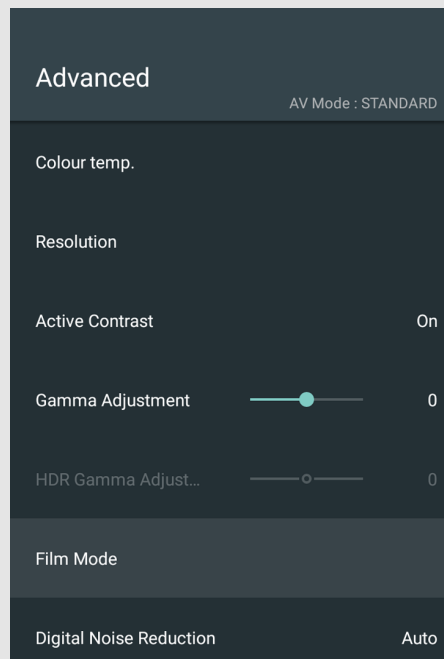 Advanced
AV Mode : STANDARD
Colour temp.
Resolution
Active Contrast On
Gamma Adjustment 0
HDR Gamma Adjust... 0
Film Mode
Digital Noise Reduction Auto